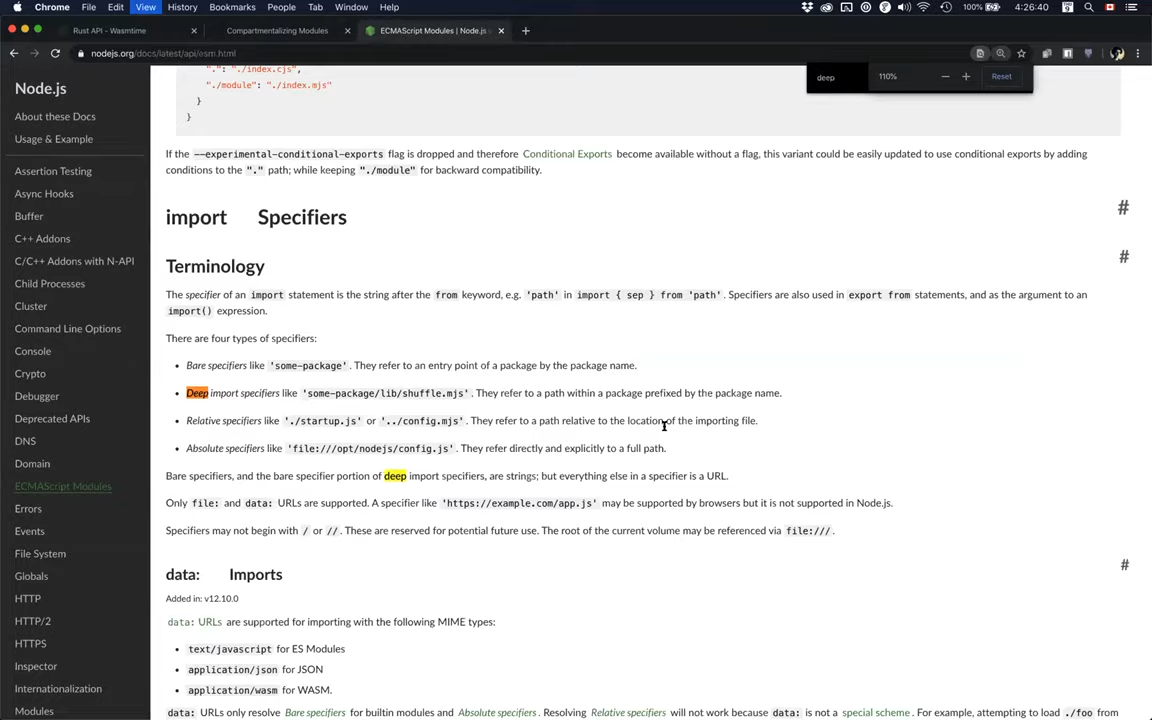 Chrome File Edit View History Bookmarks People Tab Window Help 100% 4:26:40
Rust API - Wasmtime × Compartmentalizing Modules × ECMAScript Modules | Node.js × +
nodejs.org/docs/latest/api/esm.html
deep 110% − + Reset
Node.js
About these Docs
Usage & Example
Assertion Testing
Async Hooks
Buffer
C++ Addons
C/C++ Addons with N-API
Child Processes
Cluster
Command Line Options
Console
Crypto
Debugger
Deprecated APIs
DNS
Domain
ECMAScript Modules
Errors
Events
File System
Globals
HTTP
HTTP/2
HTTPS
Inspector
Internationalization
Modules
".": "./index.cjs",
"./module": "./index.mjs"
}
}
If the --experimental-conditional-exports flag is dropped and therefore Conditional Exports become available without a flag, this variant could be easily updated to use conditional exports by adding
conditions to the "." path; while keeping "./module" for backward compatibility.
import Specifiers #
Terminology #
The specifier of an import statement is the string after the from keyword, e.g. 'path' in import { sep } from 'path'. Specifiers are also used in export from statements, and as the argument to an
import() expression.
There are four types of specifiers:
• Bare specifiers like 'some-package'. They refer to an entry point of a package by the package name.
• Deep import specifiers like 'some-package/lib/shuffle.mjs'. They refer to a path within a package prefixed by the package name.
• Relative specifiers like './startup.js' or '../config.mjs'. They refer to a path relative to the location of the importing file.
• Absolute specifiers like 'file:///opt/nodejs/config.js'. They refer directly and explicitly to a full path.
Bare specifiers, and the bare specifier portion of deep import specifiers, are strings; but everything else in a specifier is a URL.
Only file: and data: URLs are supported. A specifier like 'https://example.com/app.js' may be supported by browsers but it is not supported in Node.js.
Specifiers may not begin with / or //. These are reserved for potential future use. The root of the current volume may be referenced via file:///.
data: Imports #
Added in: v12.10.0
data: URLs are supported for importing with the following MIME types:
• text/javascript for ES Modules
• application/json for JSON
• application/wasm for WASM.
data: URLs only resolve Bare specifiers for builtin modules and Absolute specifiers. Resolving Relative specifiers will not work because data: is not a special scheme. For example, attempting to load ./foo from